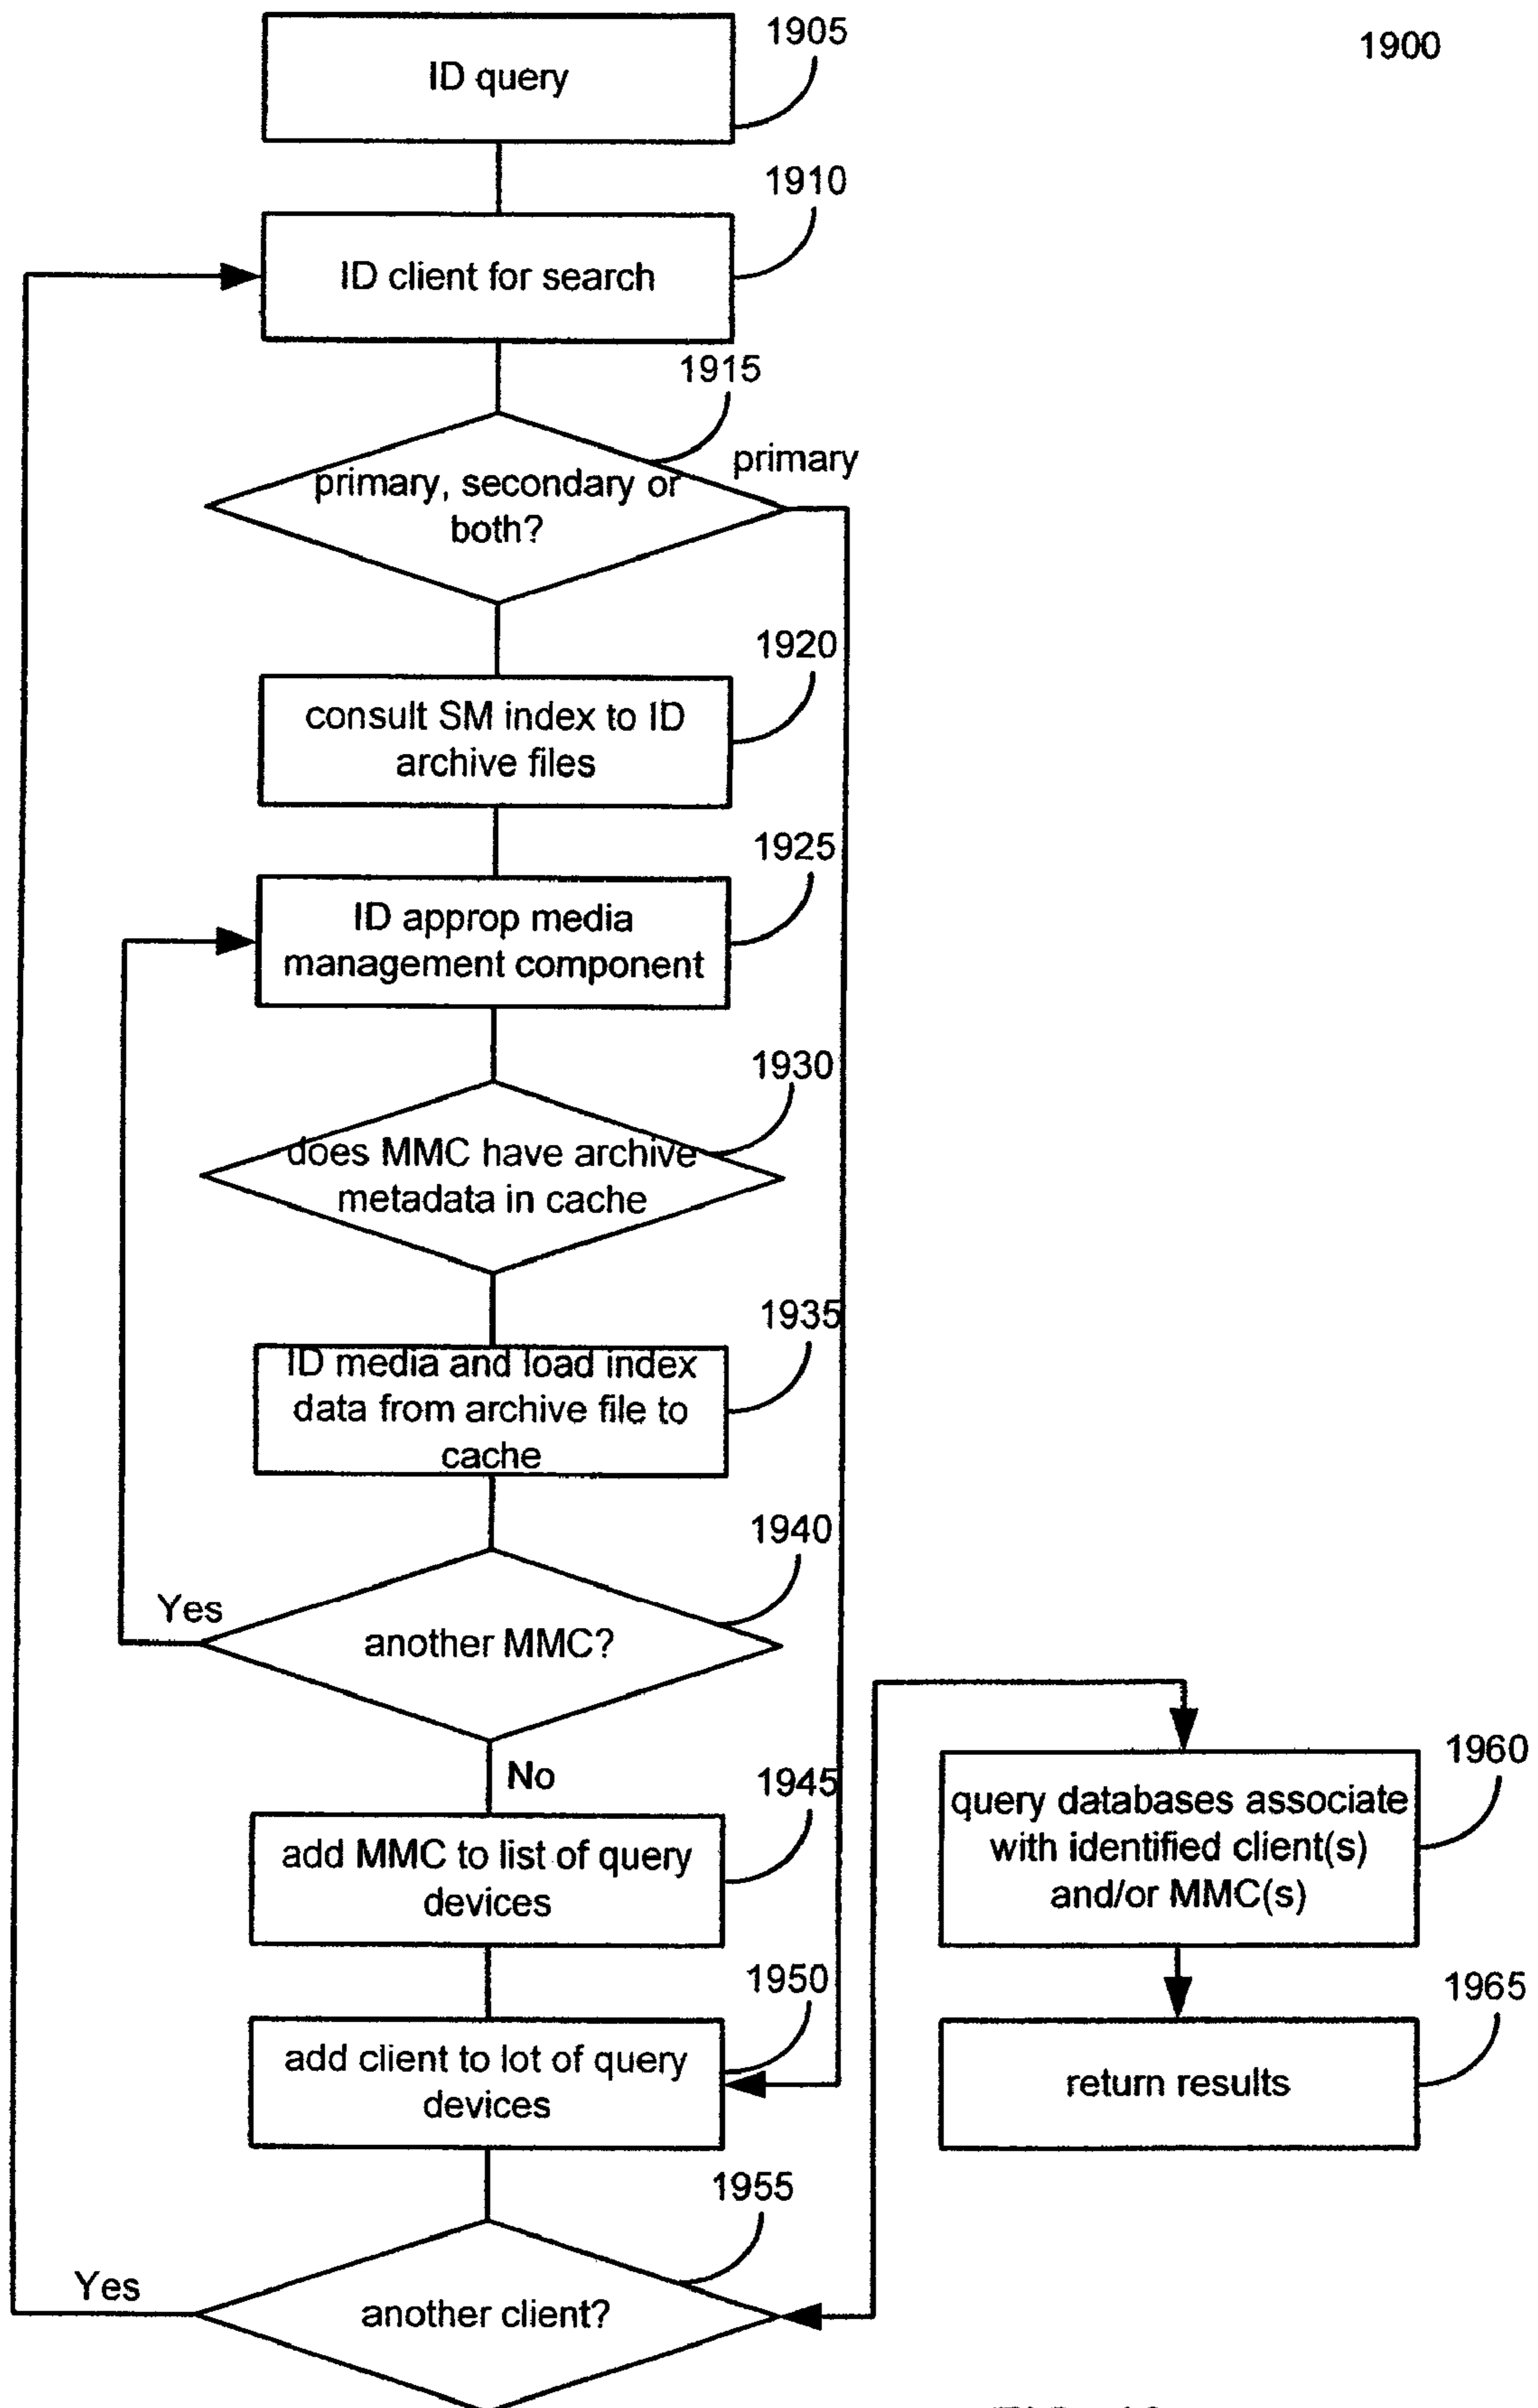 1905
1900
ID query
1910
ID client for search
1915
primary
primary, secondary or
both?
1920
consult SM index to ID
archive files
1925
ID approp media
management component
1930
does MMC have archive
metadata in cache
1935
ID media and load index
data from archive file to
cache
1940
Yes
another MMC?
No
1945
add MMC to list of query
devices
1950
add client to lot of query
devices
1955
Yes
another client?
1960
query databases associate
with identified client(s)
and/or MMC(s)
1965
return results